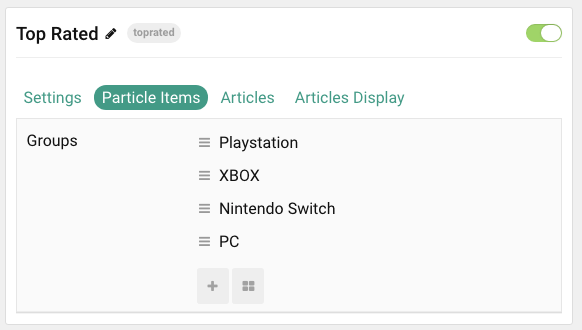 Top Rated toprated
Settings Particle Items Articles Articles Display
Groups
Playstation
XBOX
Nintendo Switch
PC